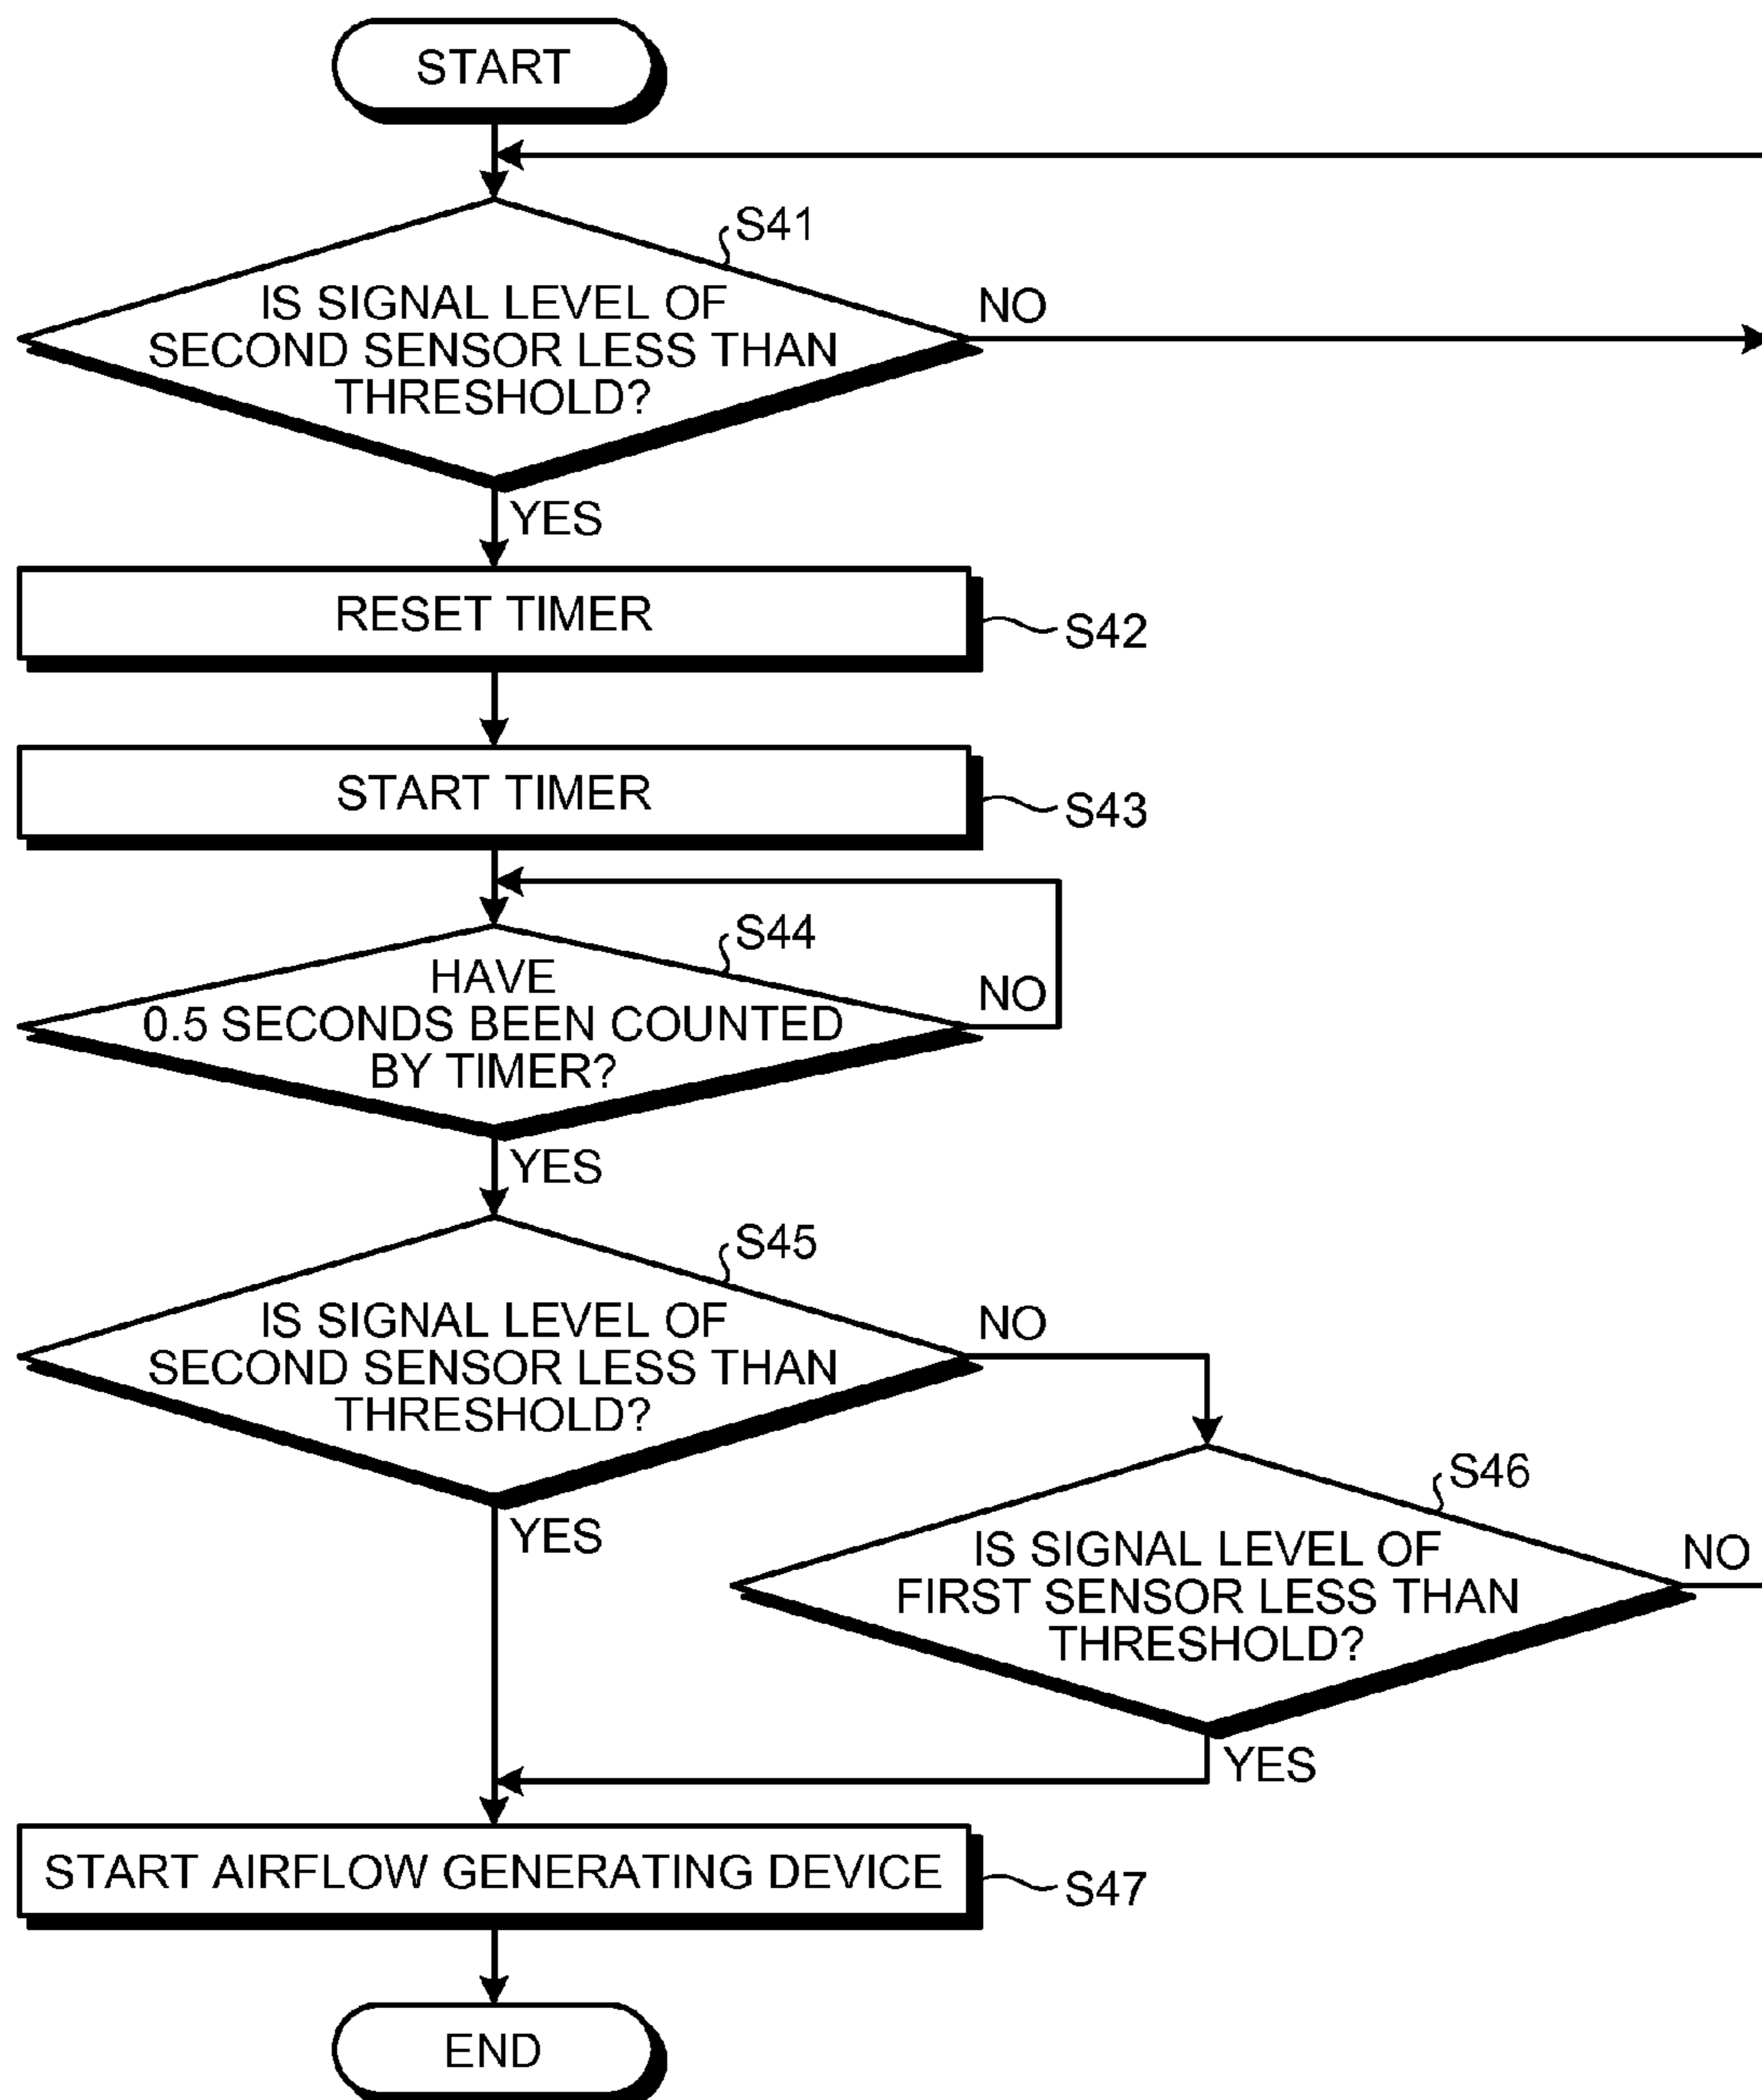 START
S41
IS SIGNAL LEVEL OF
SECOND SENSOR LESS THAN
THRESHOLD?
NO
YES
RESET TIMER
S42
START TIMER
S43
S44
HAVE
0.5 SECONDS BEEN COUNTED
BY TIMER?
NO
YES
S45
IS SIGNAL LEVEL OF
SECOND SENSOR LESS THAN
THRESHOLD?
NO
YES
S46
IS SIGNAL LEVEL OF
FIRST SENSOR LESS THAN
THRESHOLD?
NO
YES
START AIRFLOW GENERATING DEVICE
S47
END